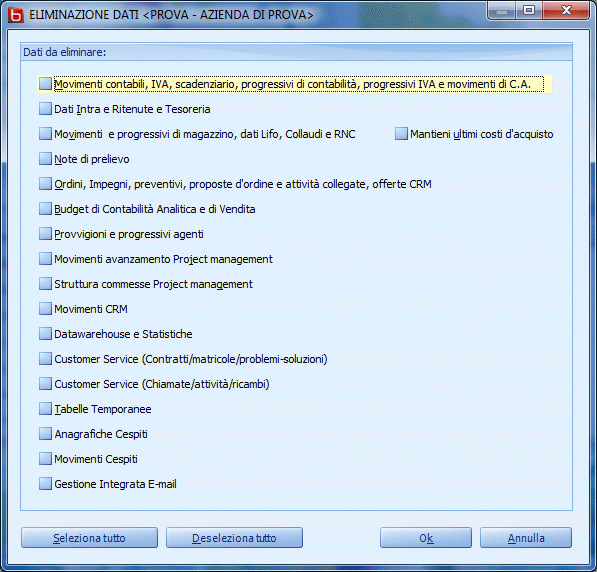 ELIMINAZIONE DATI <PROVA - AZIENDA DI PROVA>
Dati da eliminare:
Movimenti contabili, IVA, scadenziario, progressivi di contabilità, progressivi IVA e movimenti di C.A.
Dati Intra e Ritenute e Tesoreria
Movimenti e progressivi di magazzino, dati Lifo, Collaudi e RNC Mantieni ultimi costi d'acquisto
Note di prelievo
Ordini, Impegni, preventivi, proposte d'ordine e attività collegate, offerte CRM
Budget di Contabilità Analitica e di Vendita
Provvigioni e progressivi agenti
Movimenti avanzamento Project management
Struttura commesse Project management
Movimenti CRM
Datawarehouse e Statistiche
Customer Service (Contratti/matricole/problemi-soluzioni)
Customer Service (Chiamate/attività/ricambi)
Tabelle Temporanee
Anagrafiche Cespiti
Movimenti Cespiti
Gestione Integrata E-mail
Seleziona tutto Deseleziona tutto Ok Annulla